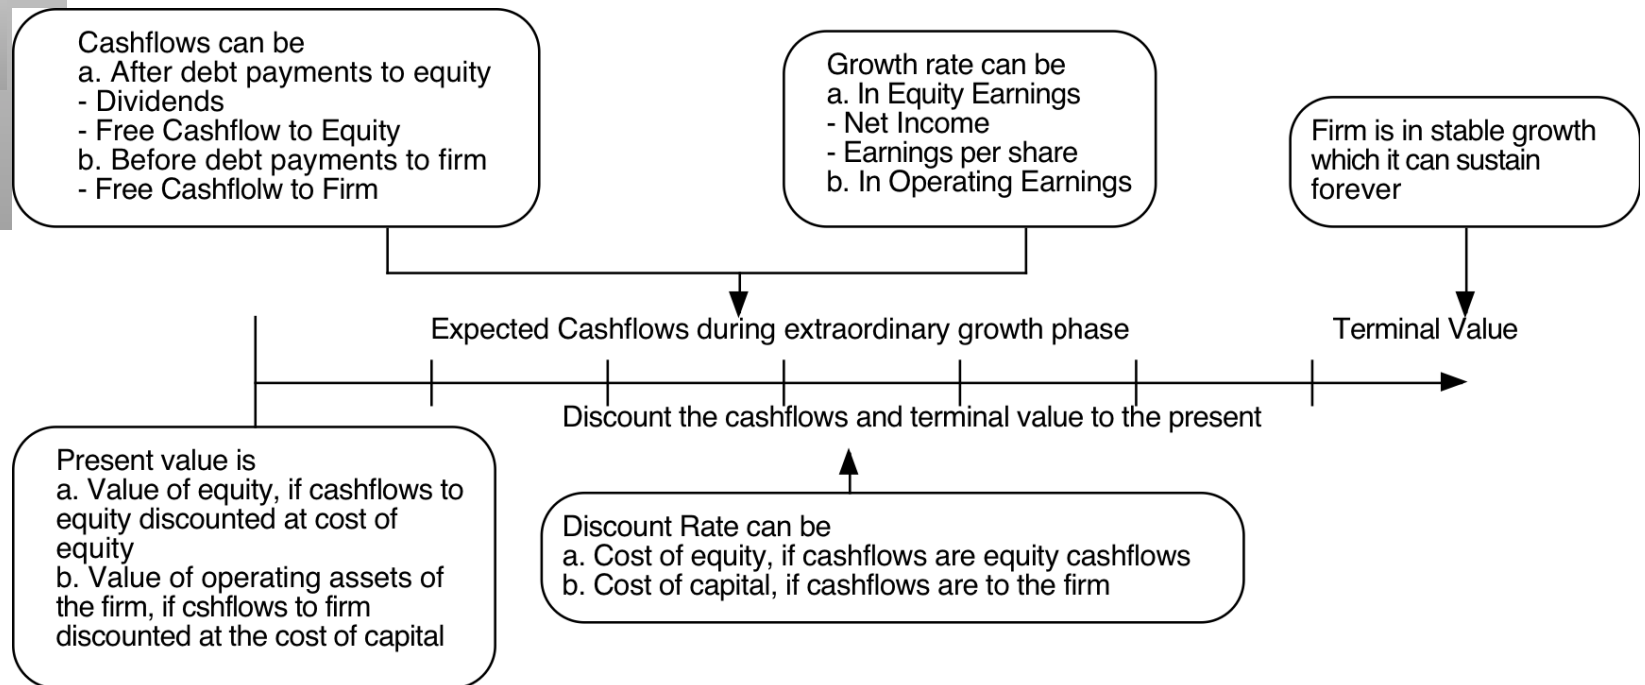 Cashflows can be
a. After debt payments to equity
- Dividends
- Free Cashflow to Equity
b. Before debt payments to firm
- Free Cashflolw to Firm
Growth rate can be
a. In Equity Earnings
- Net Income
- Earnings per share
b. In Operating Earnings
Firm is in stable growth
which it can sustain
forever
Expected Cashflows during extraordinary growth phase
Terminal Value
Discount the cashflows and terminal value to the present
Present value is
a. Value of equity, if cashflows to
equity discounted at cost of
equity
b. Value of operating assets of
the firm, if cshflows to firm
discounted at the cost of capital
Discount Rate can be
a. Cost of equity, if cashflows are equity cashflows
b. Cost of capital, if cashflows are to the firm